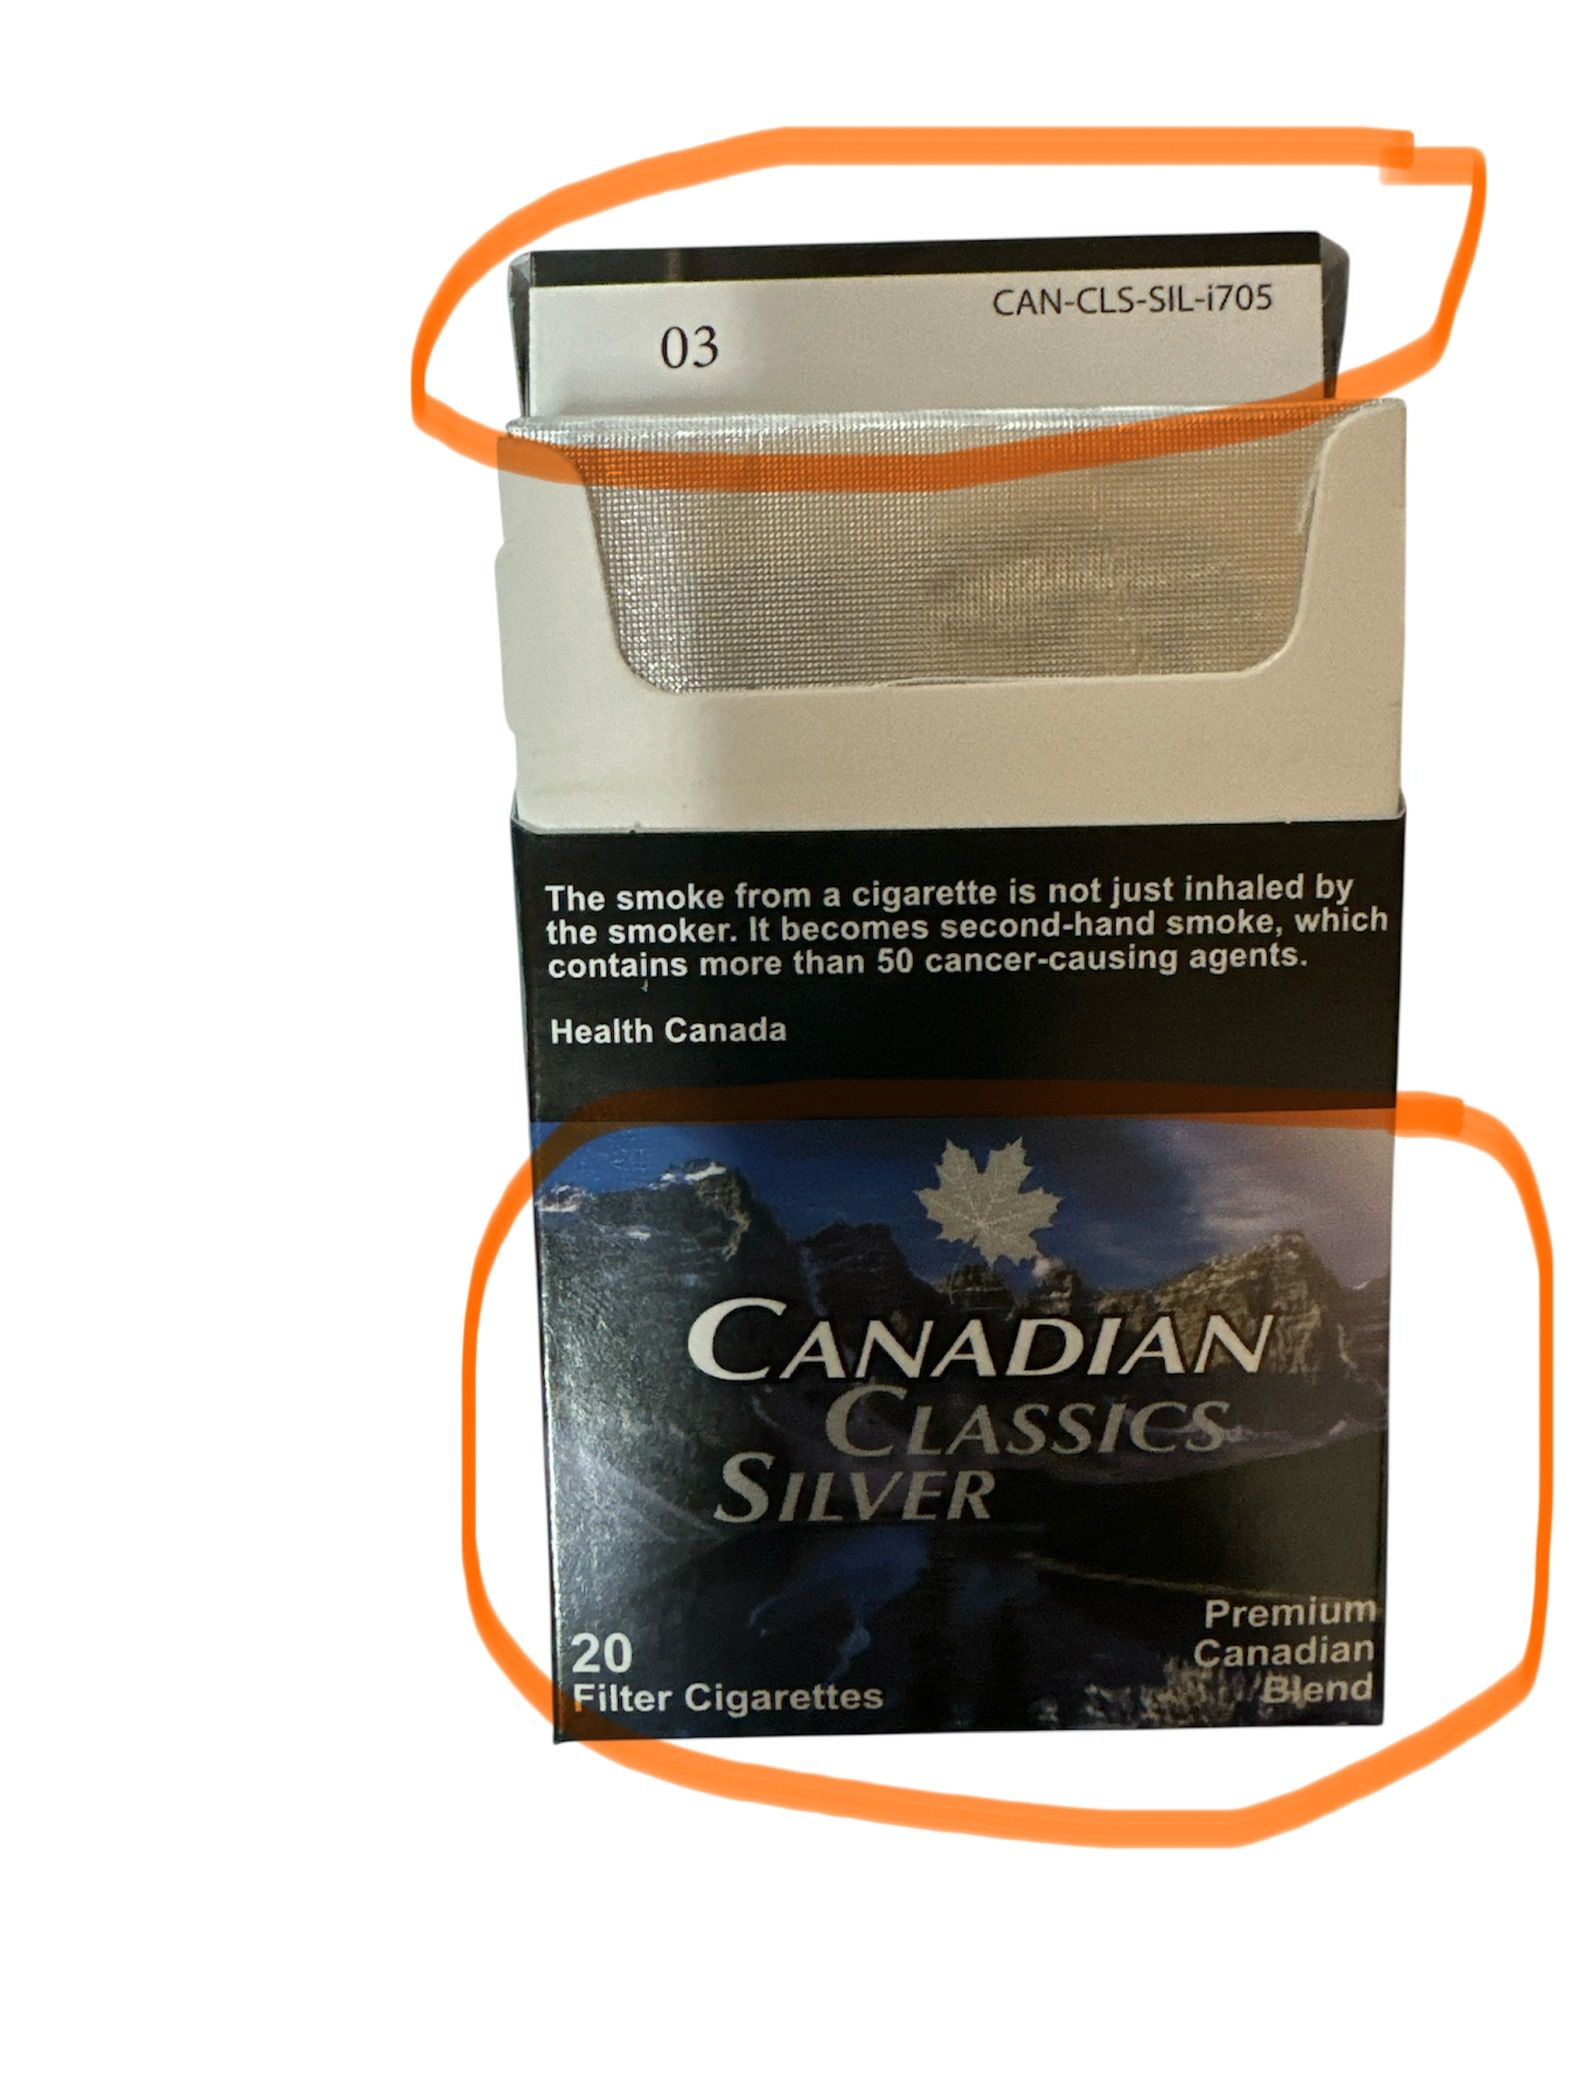 CAN-CLS-SIL-i705
03
The smoke from a cigarette is not just inhaled by
the smoker. It becomes second-hand smoke, which
contains more than 50 cancer-causing agents.
Health Canada
CANADIAN
CLASSICS
SILVER
20
Filter Cigarettes
Premium
Canadian
Blend